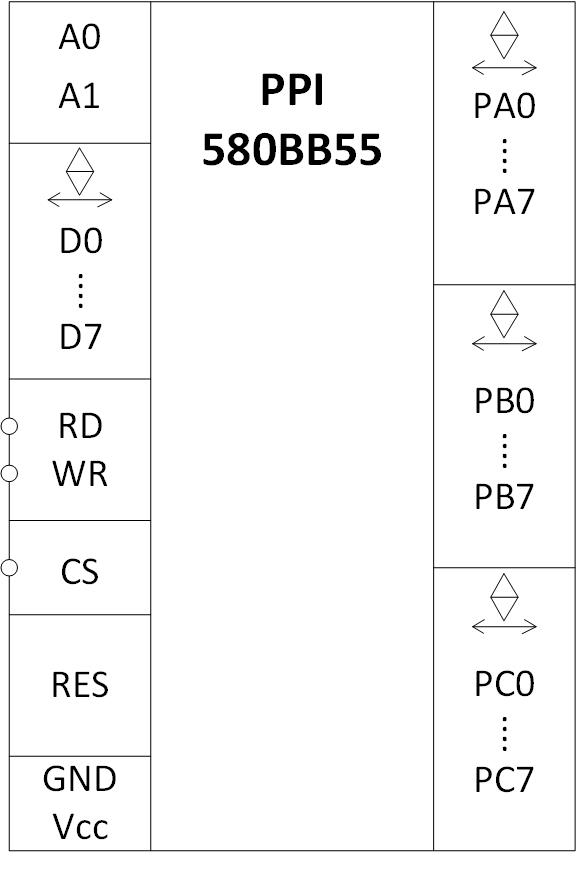 A0
A1
D0
D7
RD
WR
CS
RES
GND
Vcc
PPI
580BB55
PA0
PA7
PB0
PB7
PC0
PC7